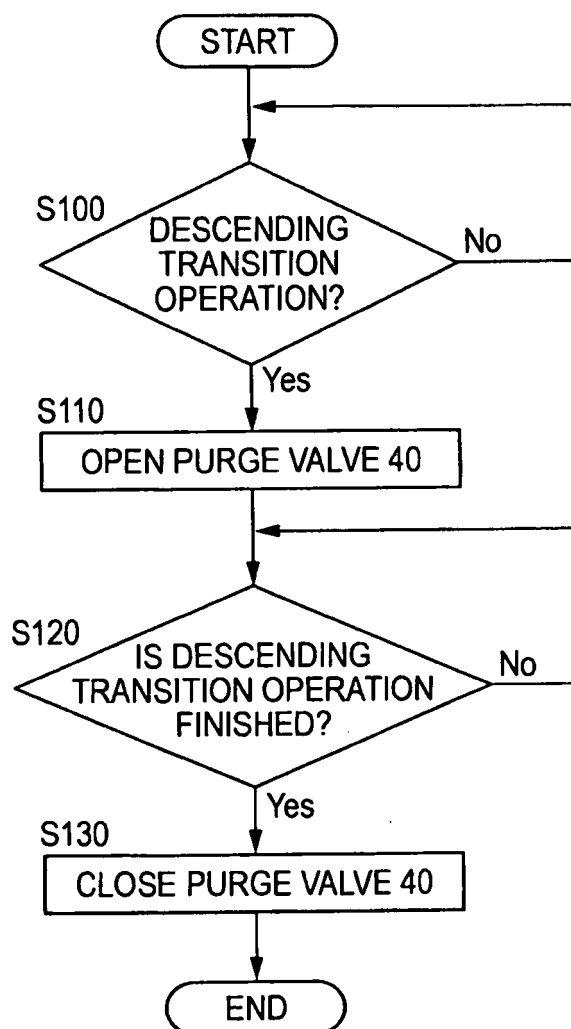 START
S100
DESCENDING
TRANSITION
OPERATION?
No
Yes
S110
OPEN PURGE VALVE 40
S120
IS DESCENDING
TRANSITION OPERATION
FINISHED?
No
Yes
S130
CLOSE PURGE VALVE 40
END